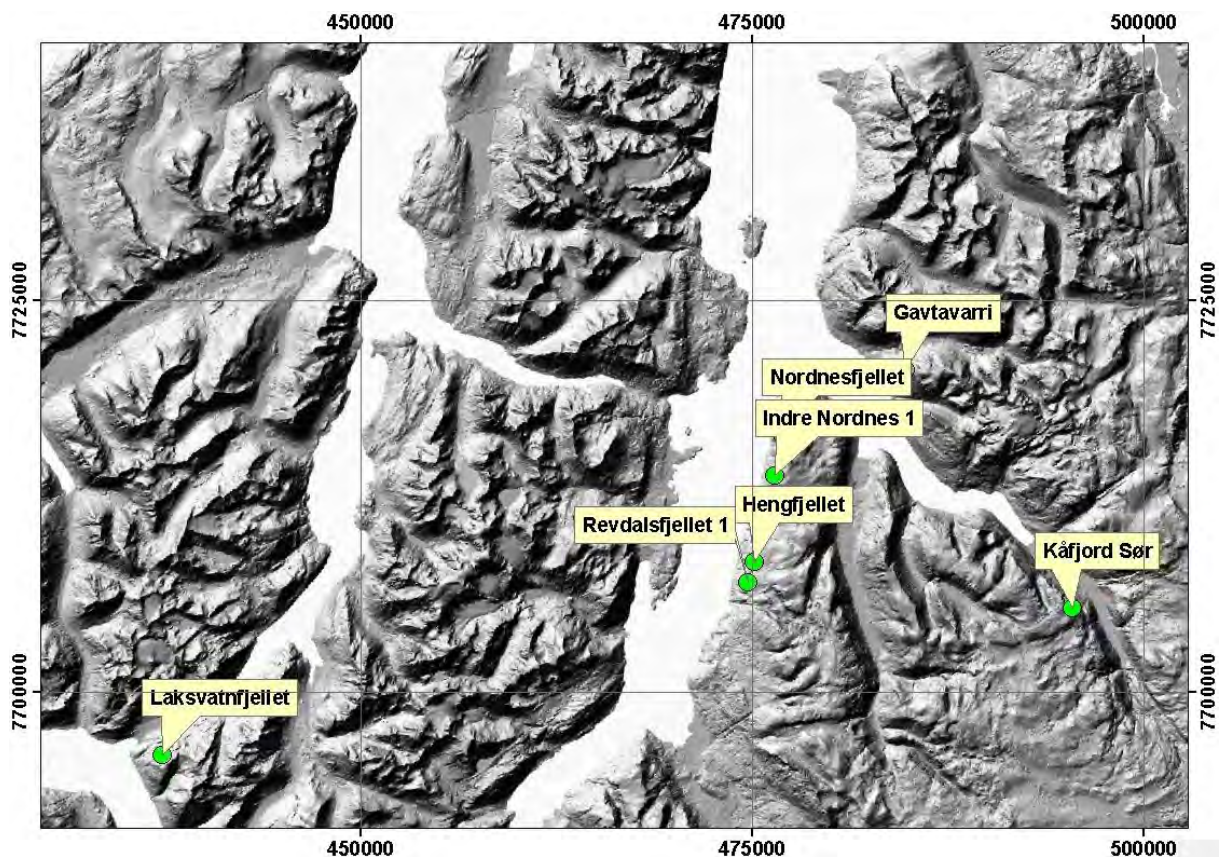 450000
475000
500000
7725000
7725000
Gavtavarri
Nordnesfjellet
Indre Nordnes 1
Hengfjellet
Revdalsfjellet 1
Kåfjord Sør
Laksvatnfjellet
7700000
7700000
450000
475000
500000